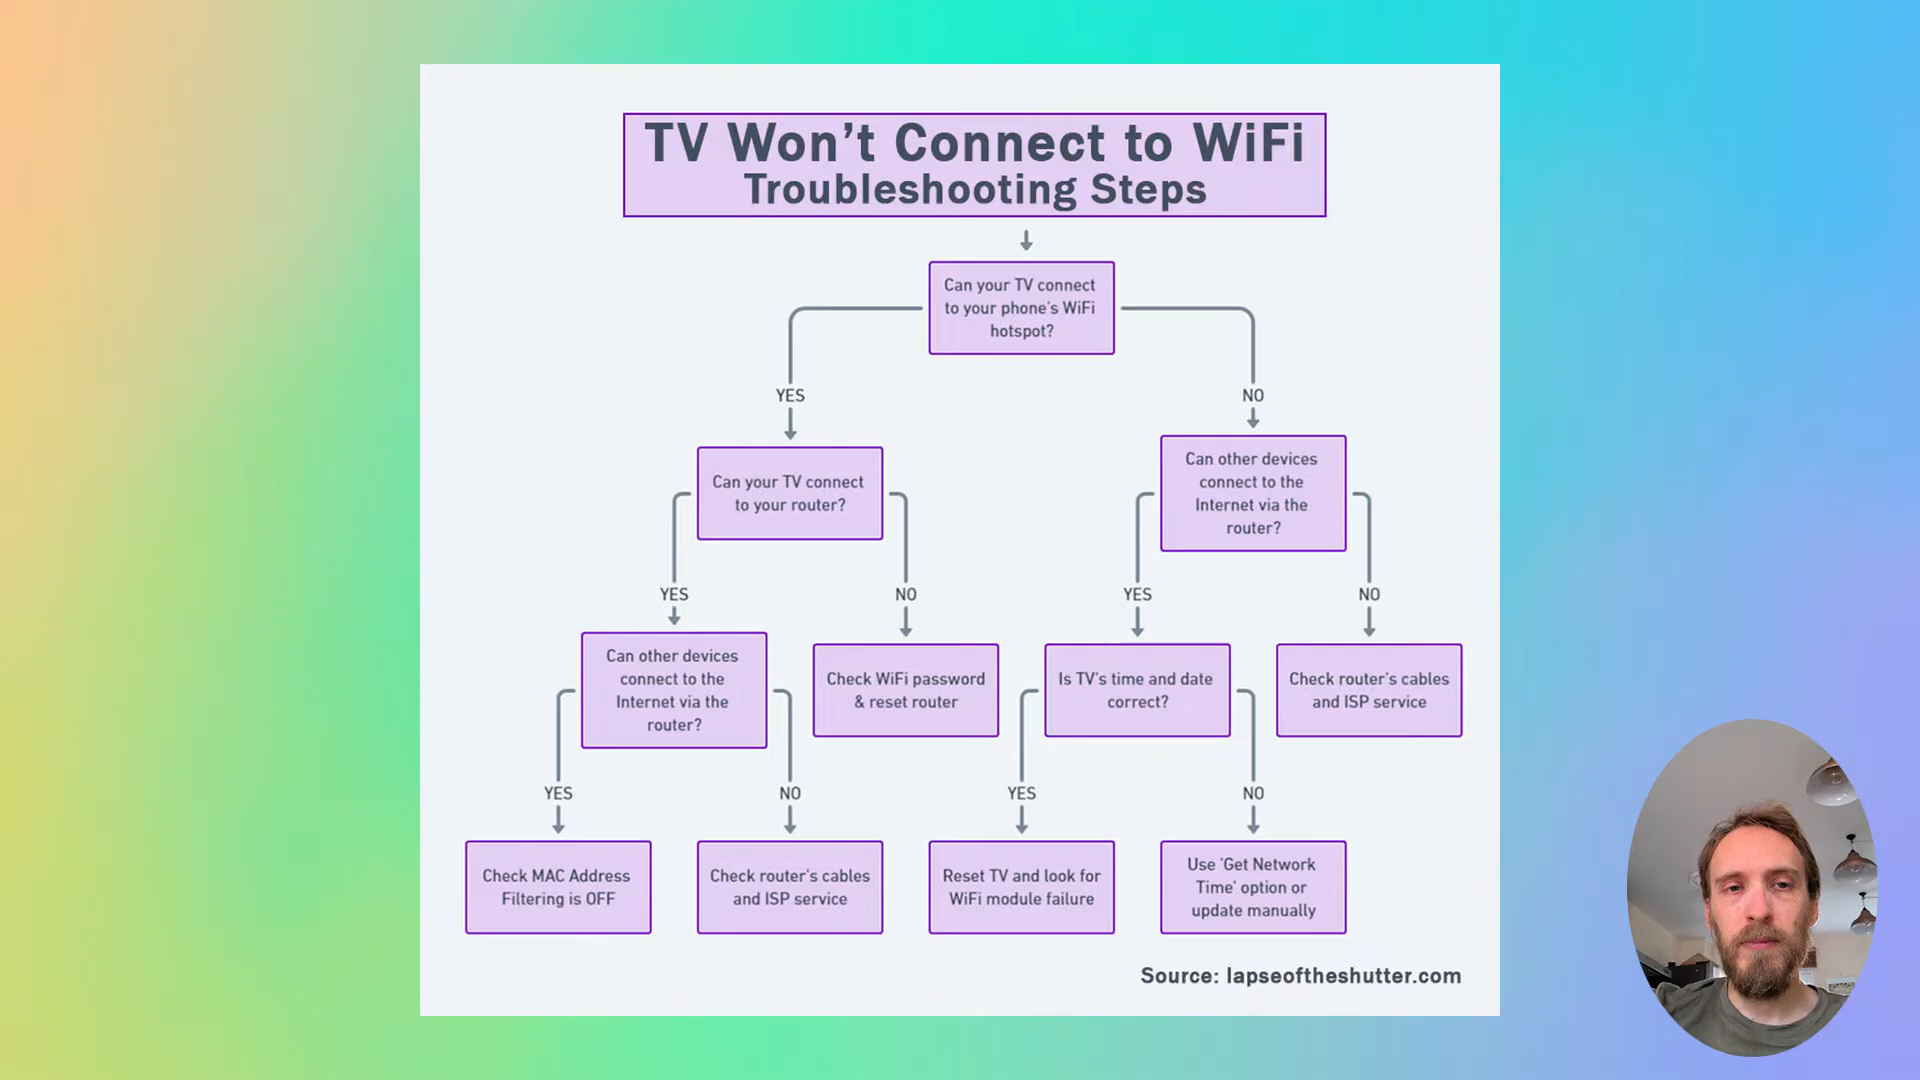 TV Won’t Connect to WiFi
Troubleshooting Steps
Can your TV connect
to your phone's WiFi
hotspot?
YES
NO
Can your TV connect
to your router?
Can other devices
connect to the
Internet via the
router?
YES
NO
YES
NO
Can other devices
connect to the
Internet via the
router?
Check WiFi password
& reset router
Is TV's time and date
correct?
Check router's cables
and ISP service
YES
NO
YES
NO
Check MAC Address
Filtering is OFF
Check router's cables
and ISP service
Reset TV and look for
WiFi module failure
Use 'Get Network
Time' option or
update manually
Source: lapseoftheshutter.com